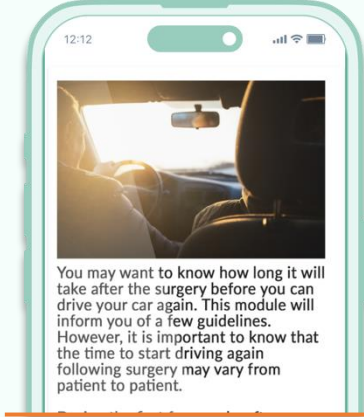 12:12
You may want to know how long it will
take after the surgery before you can
drive your car again. This module will
inform you of a few guidelines.
However, it is important to know that
the time to start driving again
following surgery may vary from
patient to patient.